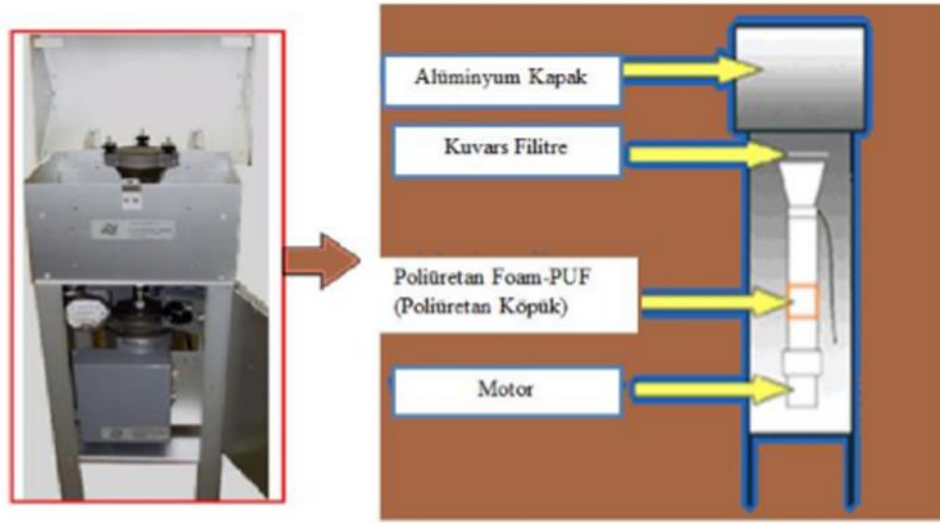 Alüminyum Kapak
Kuvars Filitre
Poliüretan Foam-PUF
(Poliüretan Köpük)
Motor